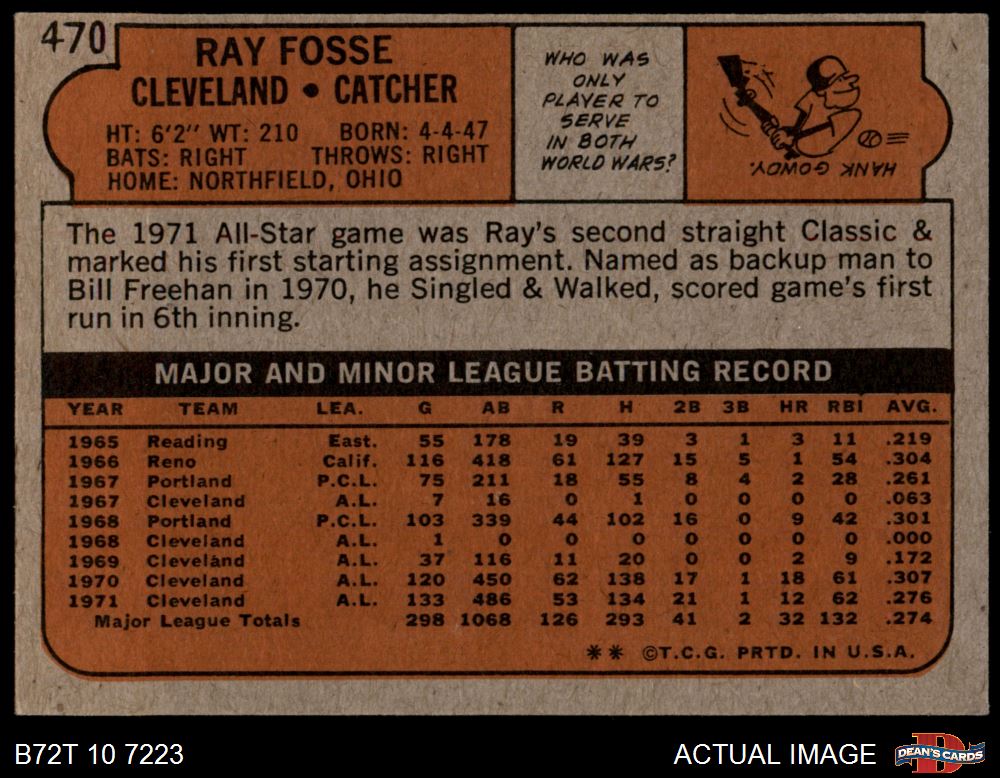 470
RAY FOSSE
CLEVELAND • CATCHER
HT: 6'2" WT: 210 BORN: 4-4-47
BATS: RIGHT THROWS: RIGHT
HOME: NORTHFIELD, OHIO
WHO WAS
ONLY
PLAYER TO
SERVE
IN BOTH
WORLD WARS?
HANK GOWDY.
The 1971 All-Star game was Ray's second straight Classic &
marked his first starting assignment. Named as backup man to
Bill Freehan in 1970, he Singled & Walked, scored game's first
run in 6th inning.
MAJOR AND MINOR LEAGUE BATTING RECORD
YEAR TEAM LEA. G AB R H 2B 3B HR RBI AVG.
1965 Reading East. 55 178 19 39 3 1 3 11 .219
1966 Reno Calif. 116 418 61 127 15 5 1 54 .304
1967 Portland P.C.L. 75 211 18 55 8 4 2 28 .261
1967 Cleveland A.L. 7 16 0 1 0 0 0 0 .063
1968 Portland P.C.L. 103 339 44 102 16 0 9 42 .301
1968 Cleveland A.L. 1 0 0 0 0 0 0 0 .000
1969 Cleveland A.L. 37 116 11 20 0 0 2 9 .172
1970 Cleveland A.L. 120 450 62 138 17 1 18 61 .307
1971 Cleveland A.L. 133 486 53 134 21 1 12 62 .276
Major League Totals 298 1068 126 293 41 2 32 132 .274
** ©T.C.G. PRTD. IN U.S.A.
B72T 10 7223
ACTUAL IMAGE
D
DEAN'S CARDS